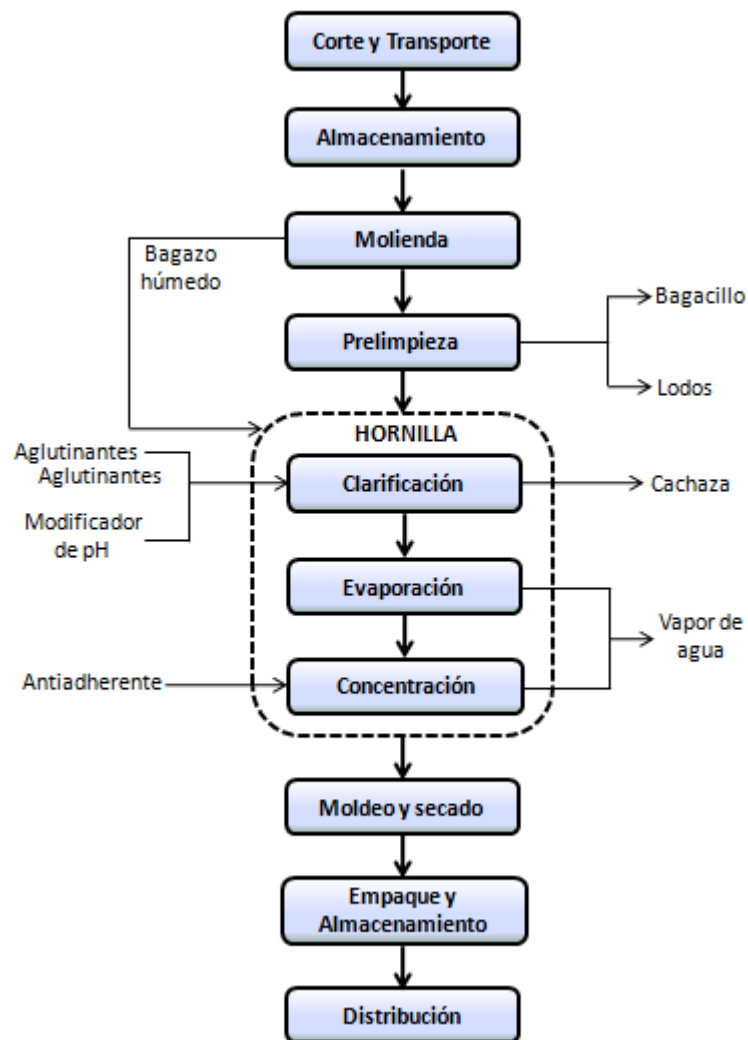 Corte y Transporte
Almacenamiento
Molienda
Bagazo
húmedo
Bagacillo
Prelimpieza
Lodos
HORNILLA
Aglutinantes
Aglutinantes
Clarificación
Cachaza
Modificador
de pH
Evaporación
Vapor de
agua
Antiadherente
Concentración
Moldeo y secado
Empaque y
Almacenamiento
Distribución